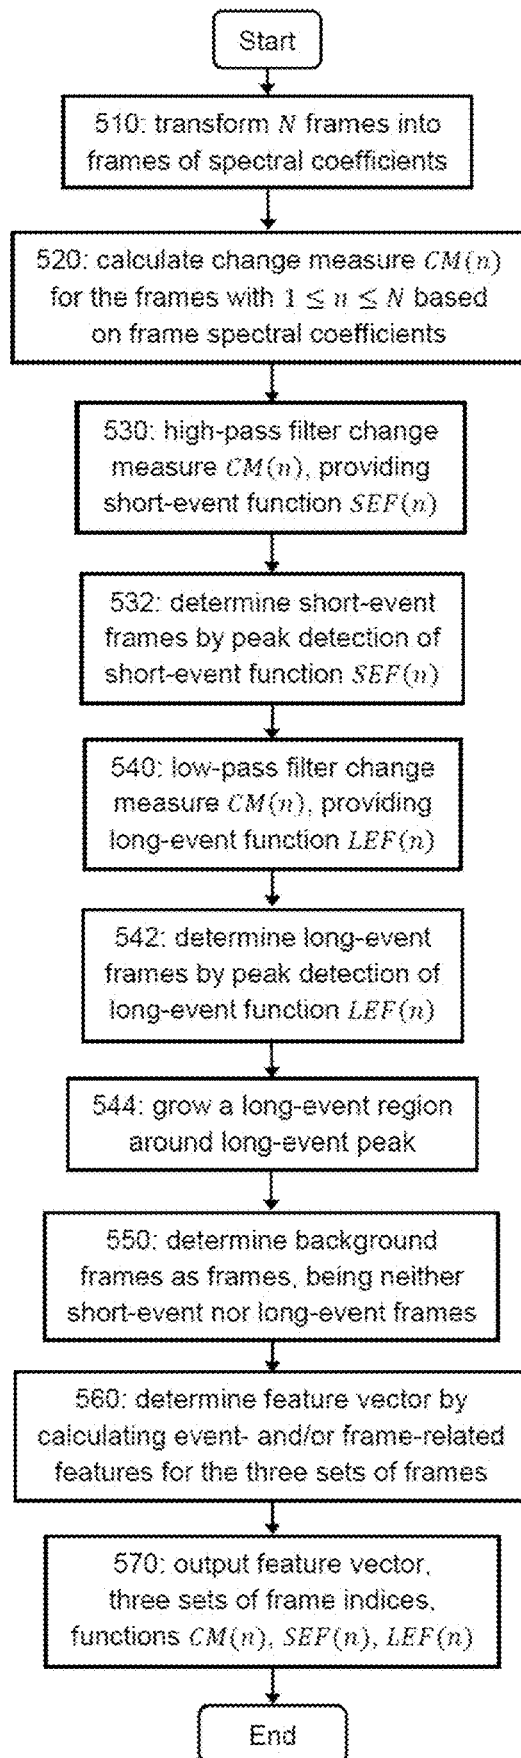 Start
510: transform N frames into
frames of spectral coefficients
520: calculate change measure CM(n)
for the frames with 1 ≤ n ≤ N based
on frame spectral coefficients
530: high-pass filter change
measure CM(n), providing
short-event function SEF(n)
532: determine short-event
frames by peak detection of
short-event function SEF(n)
540: low-pass filter change
measure CM(n), providing
long-event function LEF(n)
542: determine long-event
frames by peak detection of
long-event function LEF(n)
544: grow a long-event region
around long-event peak
550: determine background
frames as frames, being neither
short-event nor long-event frames
560: determine feature vector by
calculating event- and/or frame-related
features for the three sets of frames
570: output feature vector,
three sets of frame indices,
functions CM(n), SEF(n), LEF(n)
End